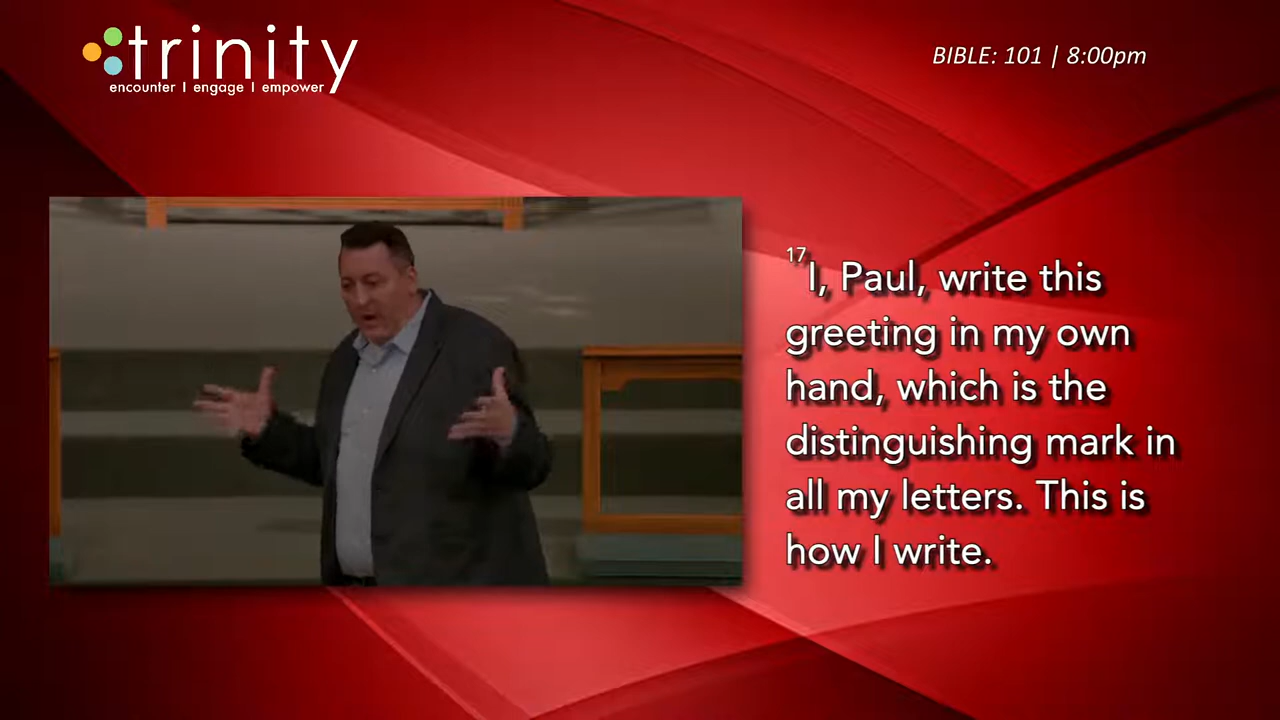 trinity
encounter | engage | empower
BIBLE: 101 | 8:00pm
17 I, Paul, write this
greeting in my own
hand, which is the
distinguishing mark in
all my letters. This is
how I write.